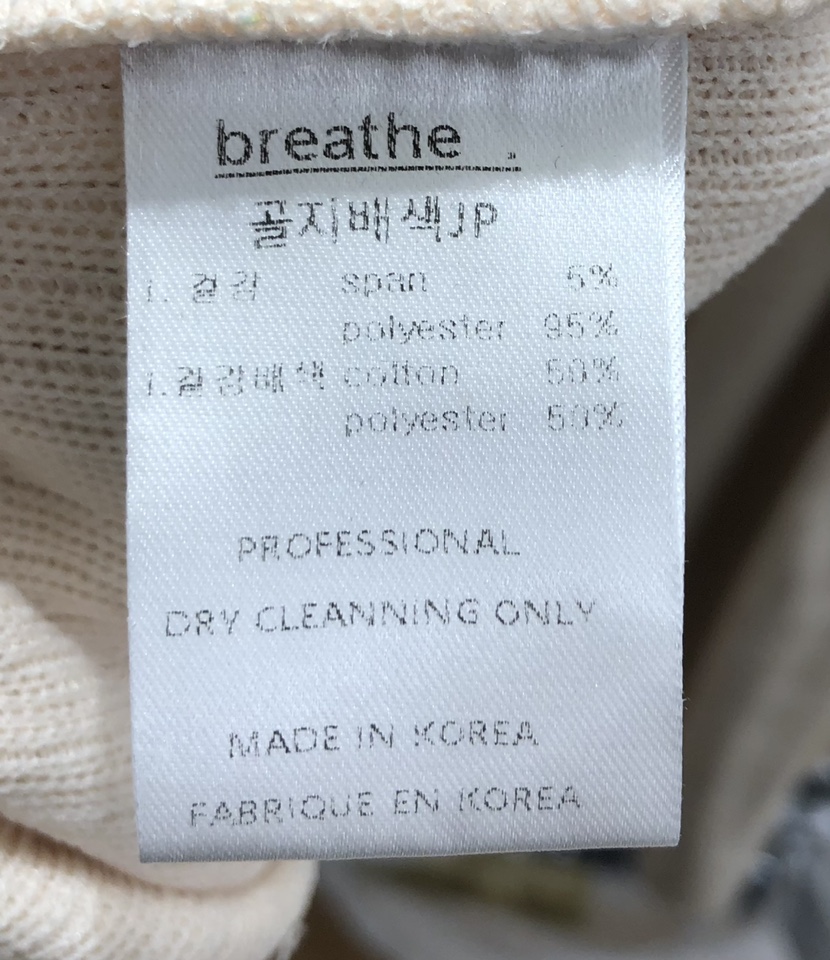 breathe .
골지배색JP
1. 겉감 span 5%
polyester 95%
1. 겉감배색 cotton 50%
polyester 50%
PROFESSIONAL
DRY CLEANNING ONLY
MADE IN KOREA
FABRIQUE EN KOREA